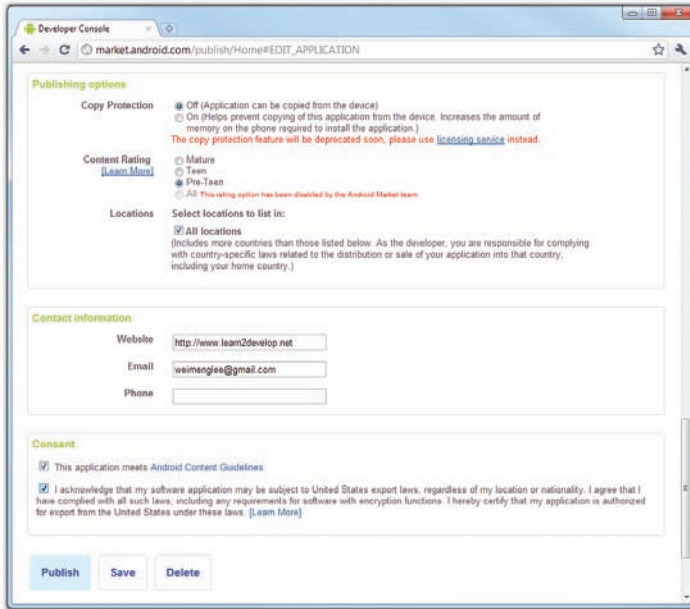 Developer Console
market.android.com/publish/Home#EDIT_APPLICATION
Publishing options
Copy Protection
Off (Application can be copied from the device)
On (Helps prevent copying of this application from the device. Increases the amount of
memory on the phone required to install the application.)
The copy protection feature will be deprecated soon, please use licensing service instead.
Content Rating
[Learn More]
Mature
Teen
Pre-Teen
All This rating option has been disabled by the Android Market team
Locations
Select locations to list in:
All locations
(Includes more countries than those listed below. As the developer, you are responsible for complying
with country-specific laws related to the distribution or sale of your application into that country,
including your home country.)
Contact information
Website
http://www.learn2develop.net
Email
weimenglee@gmail.com
Phone
Consent
This application meets Android Content Guidelines
I acknowledge that my software application may be subject to United States export laws, regardless of my location or nationality. I agree that I
have complied with all such laws, including any requirements for software with encryption functions. I hereby certify that my application is authorized
for export from the United States under these laws. [Learn More]
Publish
Save
Delete